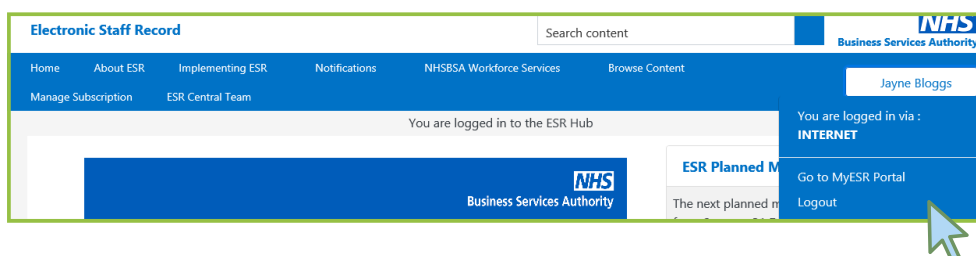 Electronic Staff Record
Search content
NHS
Business Services Authority
Home About ESR Implementing ESR Notifications NHSBSA Workforce Services Browse Content
Jayne Bloggs
Manage Subscription ESR Central Team
You are logged in via :
INTERNET
You are logged in to the ESR Hub
ESR Planned M
Go to MyESR Portal
Logout
NHS
Business Services Authority
The next planned m